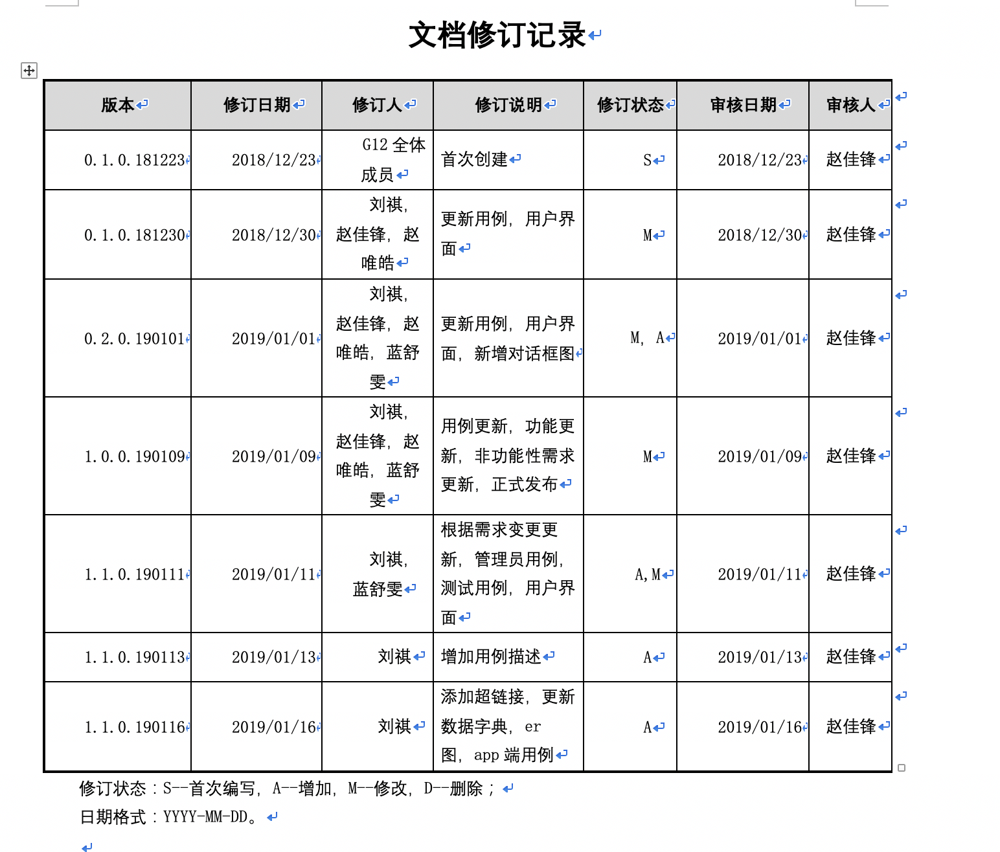 文档修订记录
版本 修订日期 修订人 修订说明 修订状态 审核日期 审核人
0.1.0.181223 2018/12/23 G12 全体 首次创建 S 2018/12/23 赵佳锋
成员
0.1.0.181230 2018/12/30 刘祺, 更新用例, 用户界 M 2018/12/30 赵佳锋
赵佳锋, 赵 面
唯皓
0.2.0.190101 2019/01/01 刘祺, 更新用例, 用户界 M, A 2019/01/01 赵佳锋
赵佳锋, 赵 面, 新增对话框图
唯皓, 蓝舒
雯
1.0.0.190109 2019/01/09 刘祺, 用例更新, 功能更 M 2019/01/09 赵佳锋
赵佳锋, 赵 新, 非功能性需求
唯皓, 蓝舒 更新, 正式发布
雯
1.1.0.190111 2019/01/11 刘祺, 根据需求变更更 A,M 2019/01/11 赵佳锋
蓝舒雯 新, 管理员用例,
测试用例, 用户界
面
1.1.0.190113 2019/01/13 刘祺 增加用例描述 A 2019/01/13 赵佳锋
1.1.0.190116 2019/01/16 刘祺 添加超链接, 更新 A 2019/01/16 赵佳锋
数据字典, er
图, app 端用例
修订状态：S--首次编写, A--增加, M--修改, D--删除；
日期格式：YYYY-MM-DD。